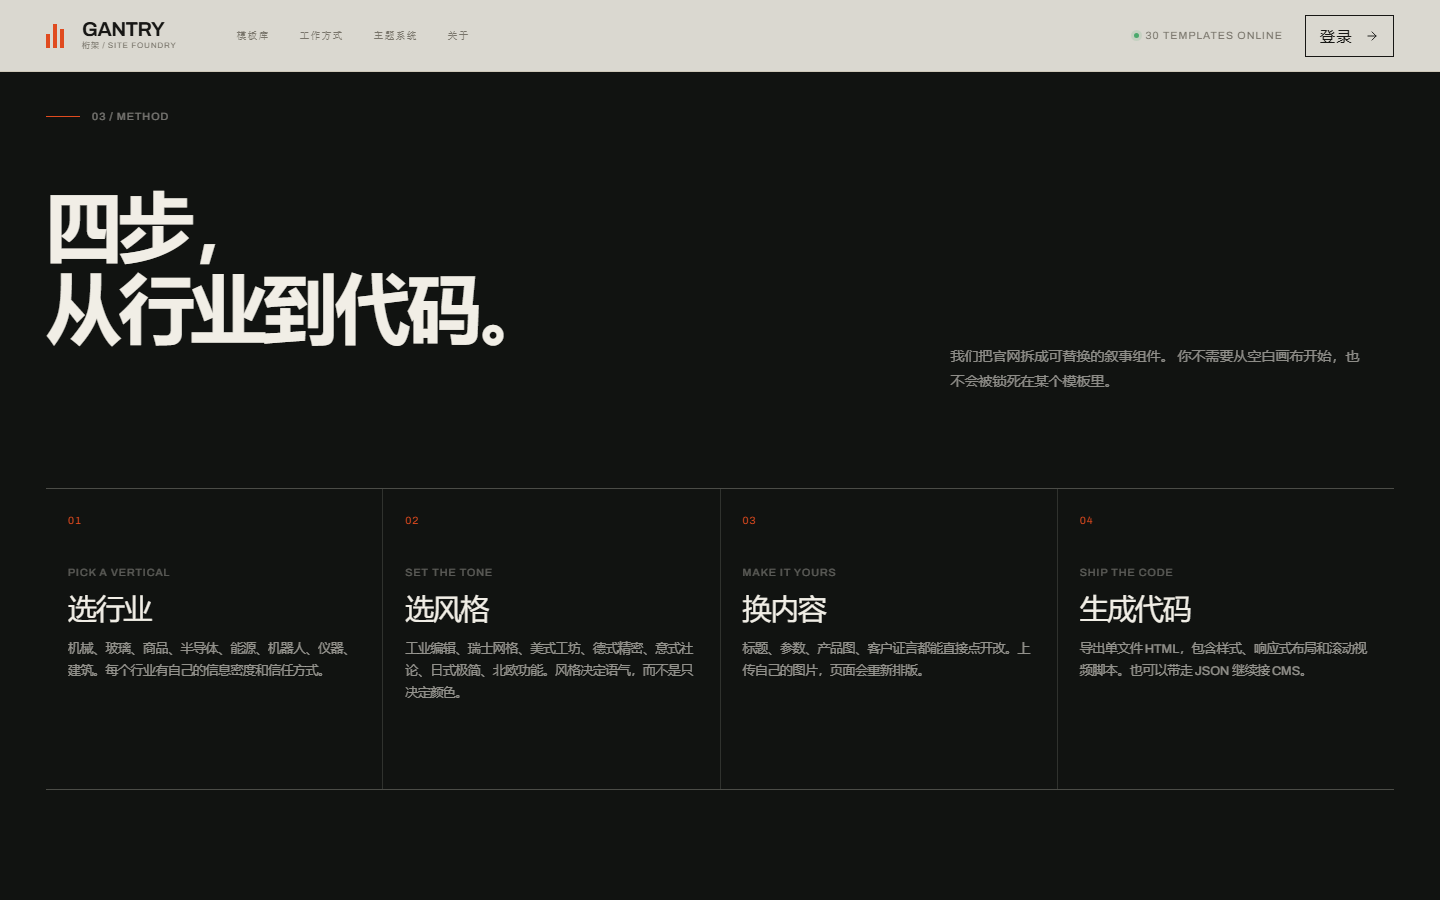 GANTRY
桁架 / SITE FOUNDRY
模板库
工作方式
主题系统
关于
30 TEMPLATES ONLINE
登录
03 / METHOD
四步，
从行业到代码。
我们把官网拆成可替换的叙事组件。 你不需要从空白画布开始，也
不会被锁死在某个模板里。
01
PICK A VERTICAL
选行业
机械、玻璃、商品、半导体、能源、机器人、仪器、
建筑。每个行业有自己的信息密度和信任方式。
02
SET THE TONE
选风格
工业编辑、瑞士网格、美式工坊、德式精密、意式社
论、日式极简、北欧功能。风格决定语气，而不是只
决定颜色。
03
MAKE IT YOURS
换内容
标题、参数、产品图、客户证言都能直接点开改。上
传自己的图片，页面会重新排版。
04
SHIP THE CODE
生成代码
导出单文件 HTML，包含样式、响应式布局和滚动视
频脚本。也可以带走 JSON 继续接 CMS。